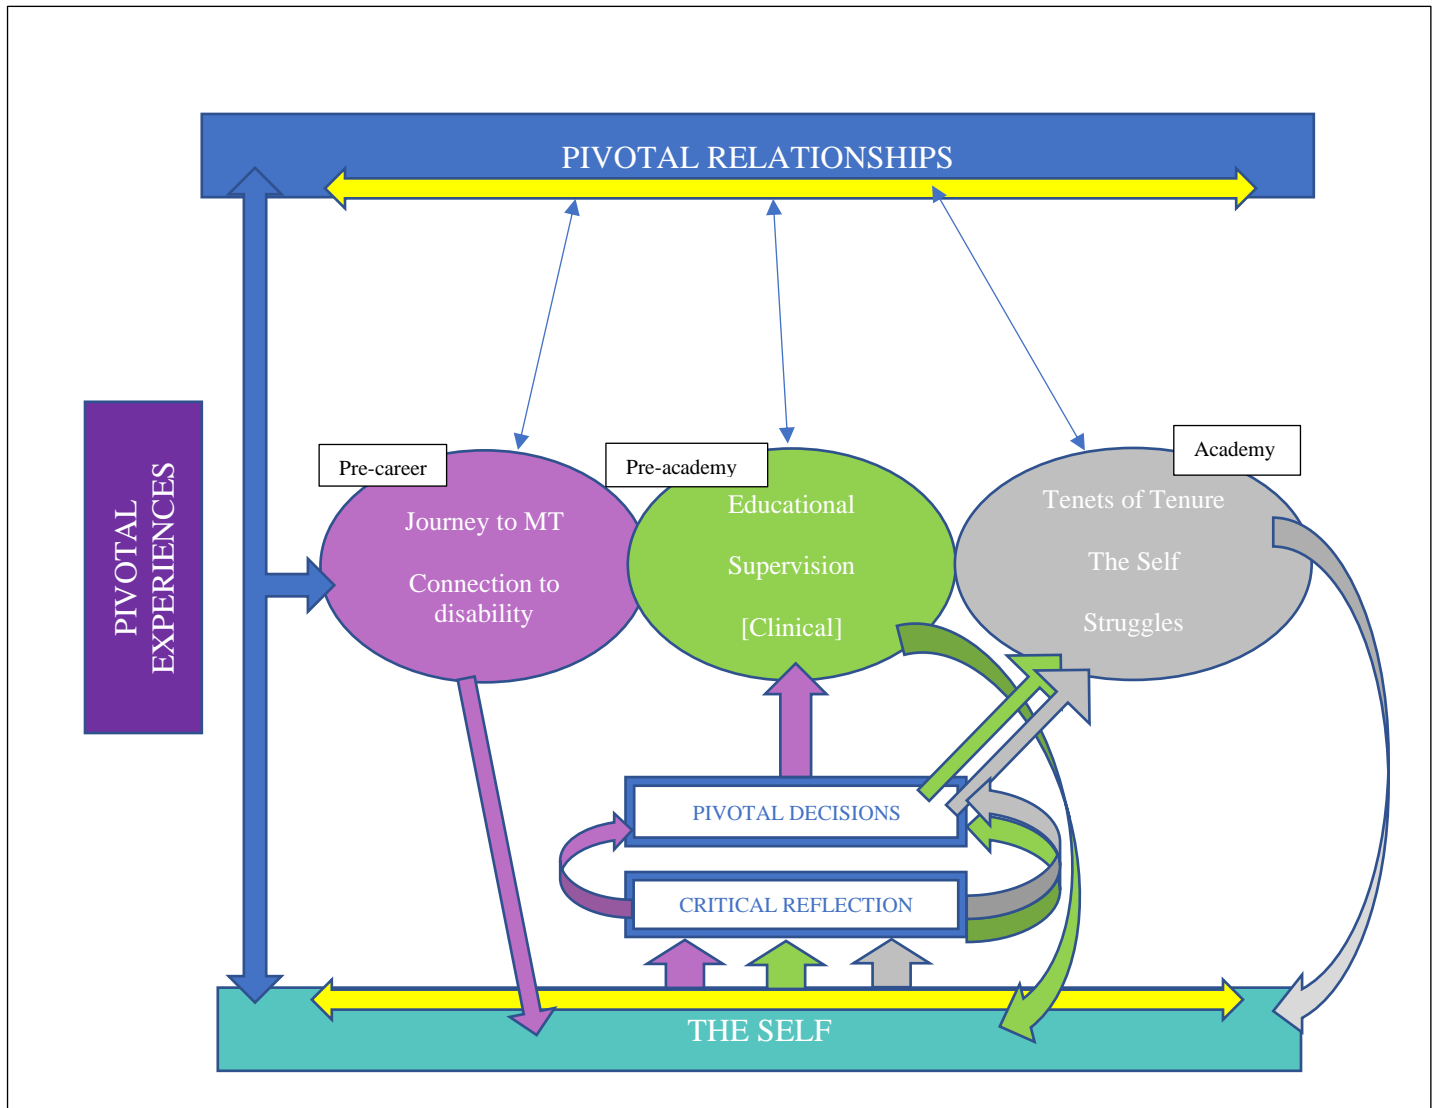 PIVOTAL RELATIONSHIPS
PIVOTAL
EXPERIENCES
Pre-career
Journey to MT
Connection to
disability
Pre-academy
Educational
Supervision
[Clinical]
Academy
Tenets of Tenure
The Self
Struggles
PIVOTAL DECISIONS
CRITICAL REFLECTION
THE SELF